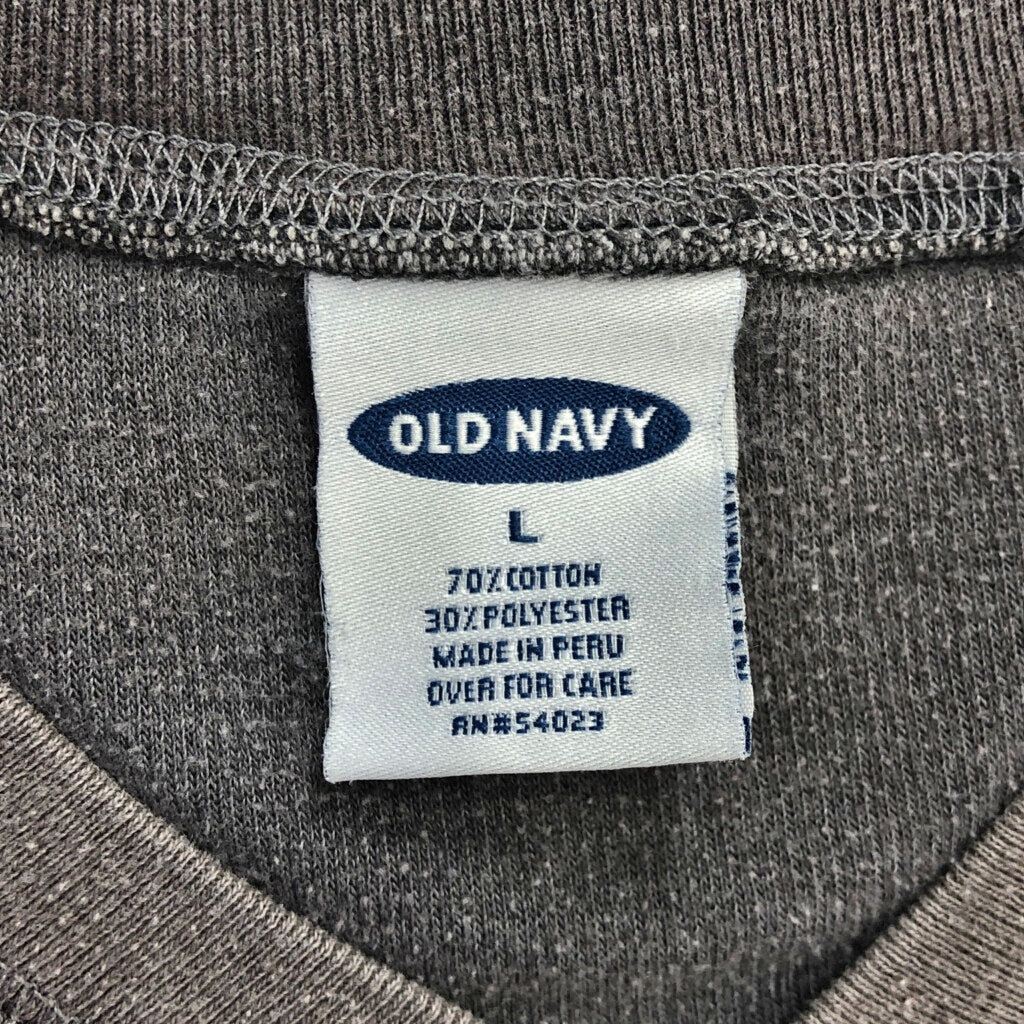 OLD NAVY
L
70% COTTON
30% POLYESTER
MADE IN PERU
OVER FOR CARE
RN#54023